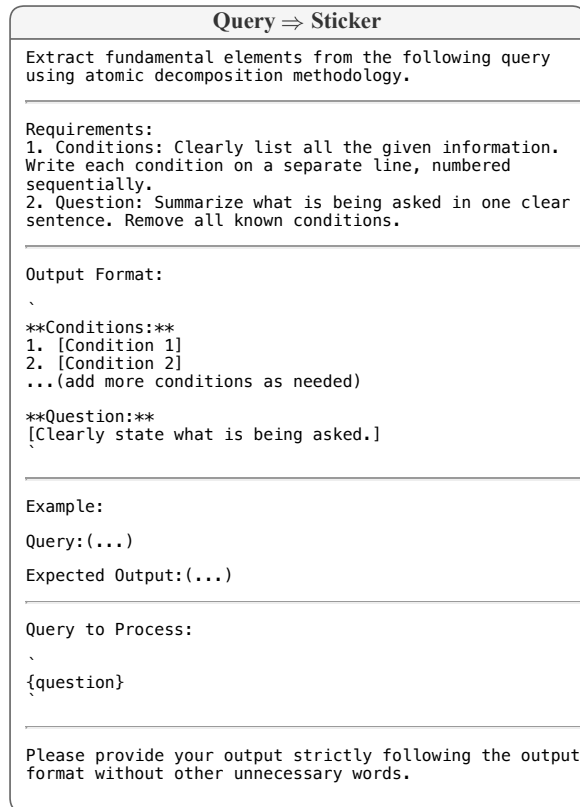 Query ⇒ Sticker
Extract fundamental elements from the following query
using atomic decomposition methodology.
Requirements:
1. Conditions: Clearly list all the given information.
Write each condition on a separate line, numbered
sequentially.
2. Question: Summarize what is being asked in one clear
sentence. Remove all known conditions.
Output Format:
`
**Conditions:**
1. [Condition 1]
2. [Condition 2]
...(add more conditions as needed)
**Question:**
[Clearly state what is being asked.]
`
Example:
Query:(...)
Expected Output:(...)
Query to Process:
`
{question}
`
Please provide your output strictly following the output
format without other unnecessary words.